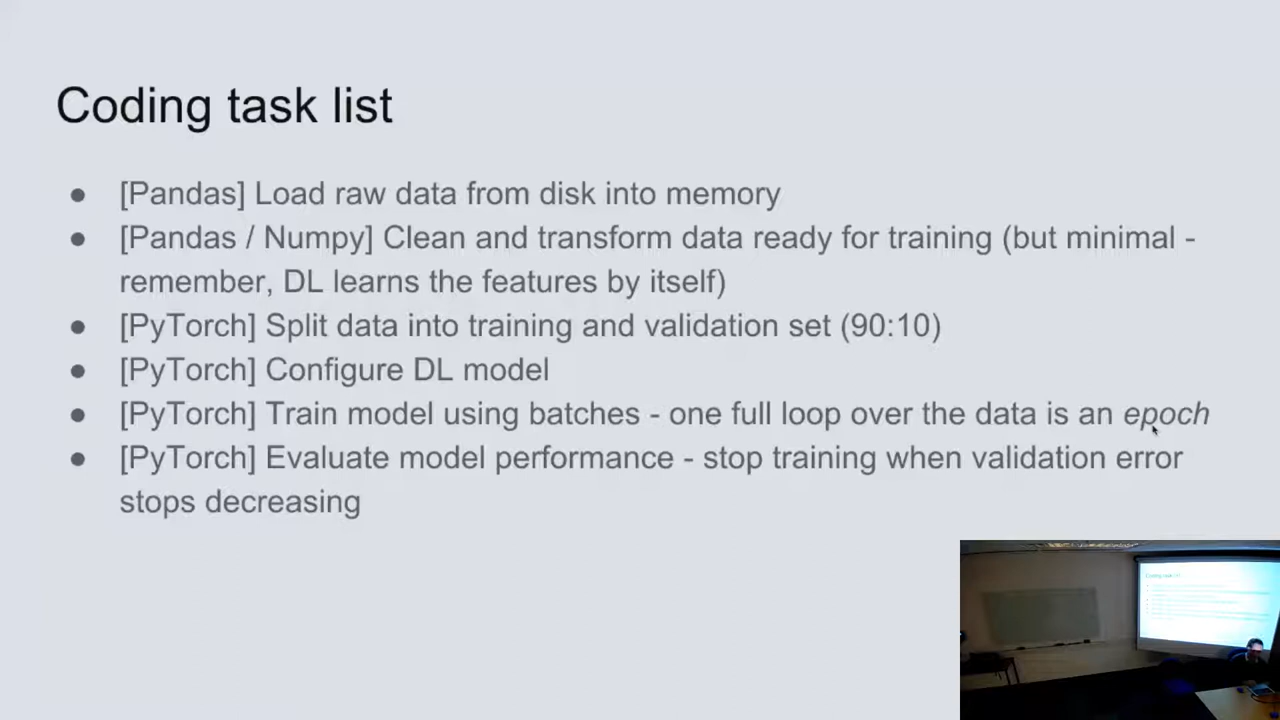 Coding task list
● [Pandas] Load raw data from disk into memory
● [Pandas / Numpy] Clean and transform data ready for training (but minimal -
remember, DL learns the features by itself)
● [PyTorch] Split data into training and validation set (90:10)
● [PyTorch] Configure DL model
● [PyTorch] Train model using batches - one full loop over the data is an epoch
● [PyTorch] Evaluate model performance - stop training when validation error
stops decreasing